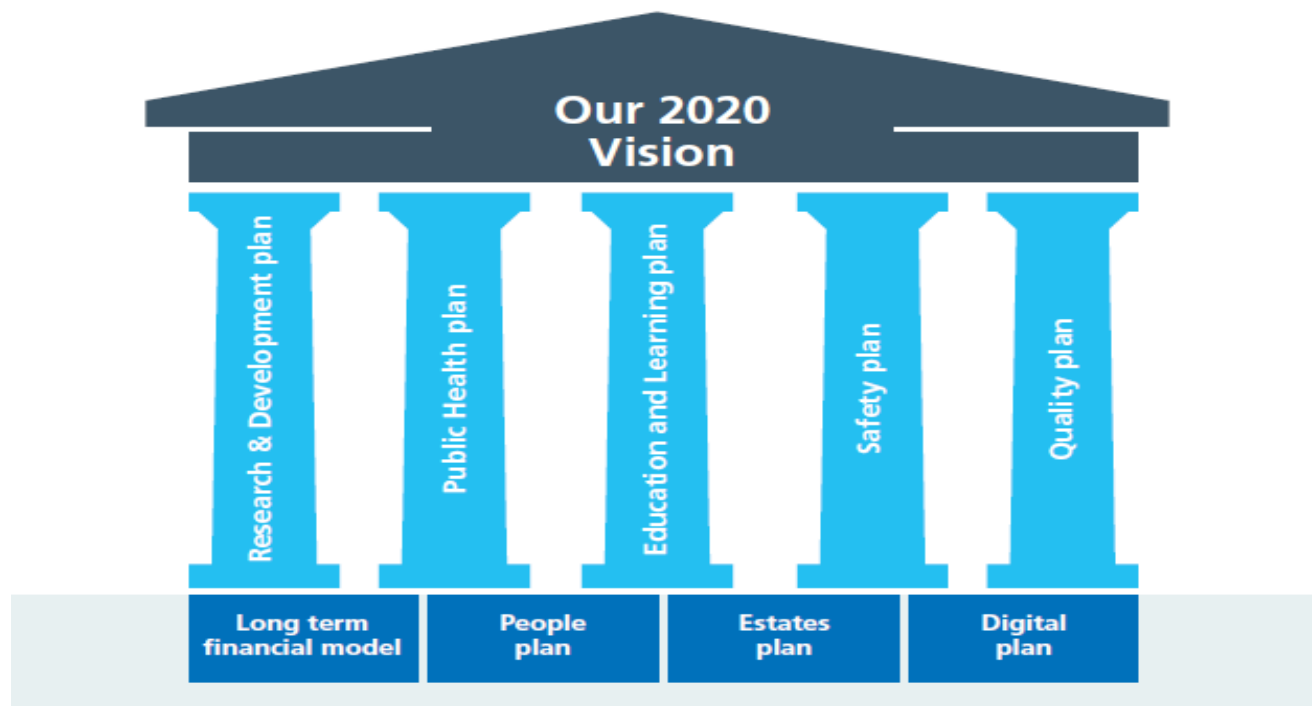 Our 2020
Vision
Research & Development plan
Public Health plan
Education and Learning plan
Safety plan
Quality plan
Long term
financial model
People
plan
Estates
plan
Digital
plan